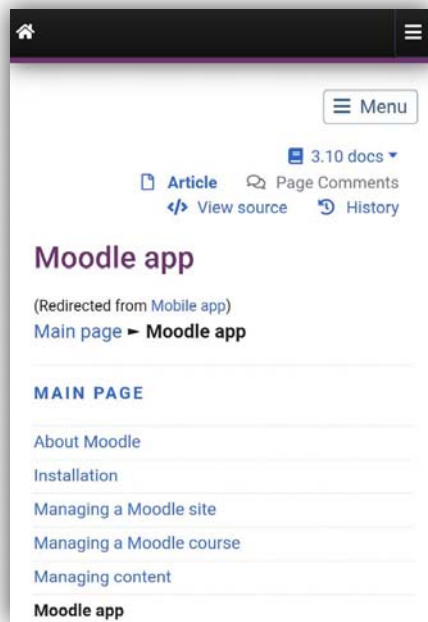 Menu
3.10 docs
Article Page Comments
View source History
Moodle app
(Redirected from Mobile app)
Main page ► Moodle app
MAIN PAGE
About Moodle
Installation
Managing a Moodle site
Managing a Moodle course
Managing content
Moodle app